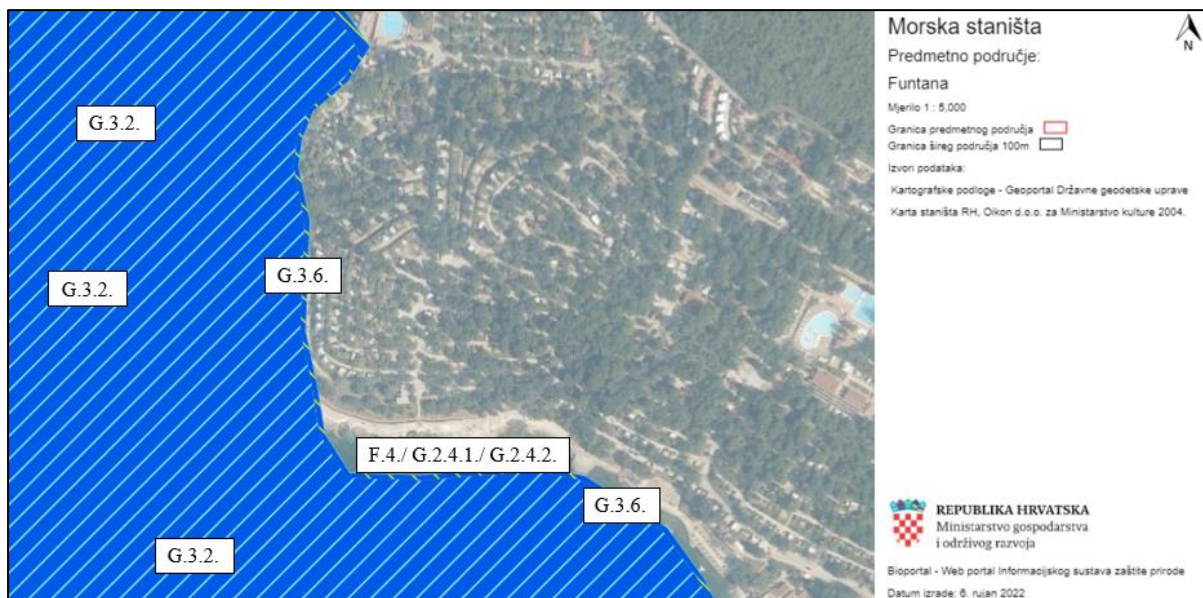 G.3.2.
G.3.2.
G.3.6.
F.4./ G.2.4.1./ G.2.4.2.
G.3.6.
G.3.2.
Morska staništa
N
Predmetno područje:
Funtana
Mjerilo 1 : 5,000
Granica predmetnog područja
Granica šireg područja 100m
Izvori podataka:
Kartografske podloge - Geoportal Državne geodetske uprave
Karta staništa RH, Oikon d.o.o. za Ministarstvo kulture 2004.
REPUBLIKA HRVATSKA
Ministarstvo gospodarstva
i održivog razvoja
Bioportal - Web portal Informacijskog sustava zaštite prirode
Datum izrade: 6. rujan 2022